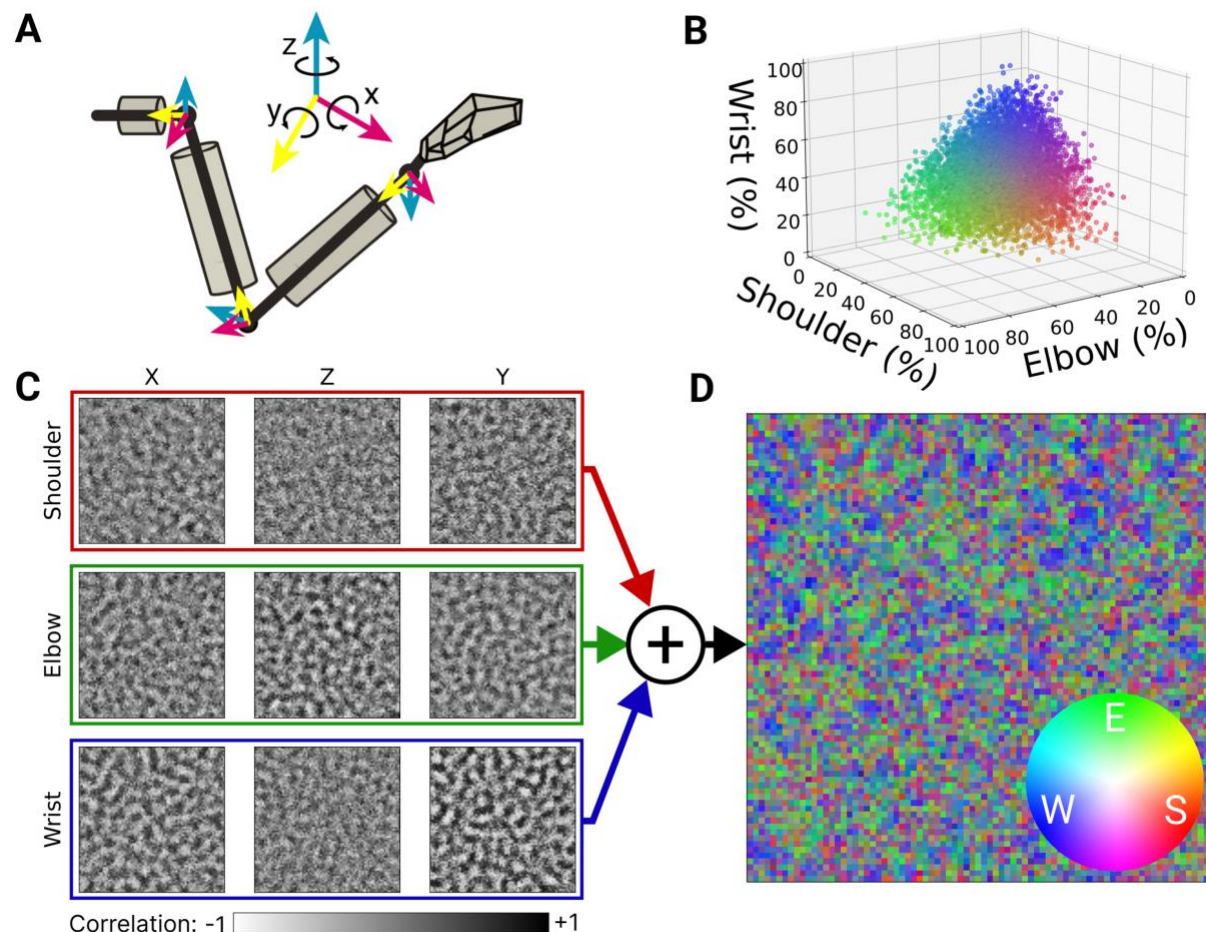 A
z
x
y
B
Wrist (%)
100
80
60
40
20
0
0
20
40
60
80
100
Shoulder (%)
100
80
60
40
20
0
Elbow (%)
C
X Z Y
Shoulder
Elbow
Wrist
+
Correlation: -1 +1
D
E
W
S